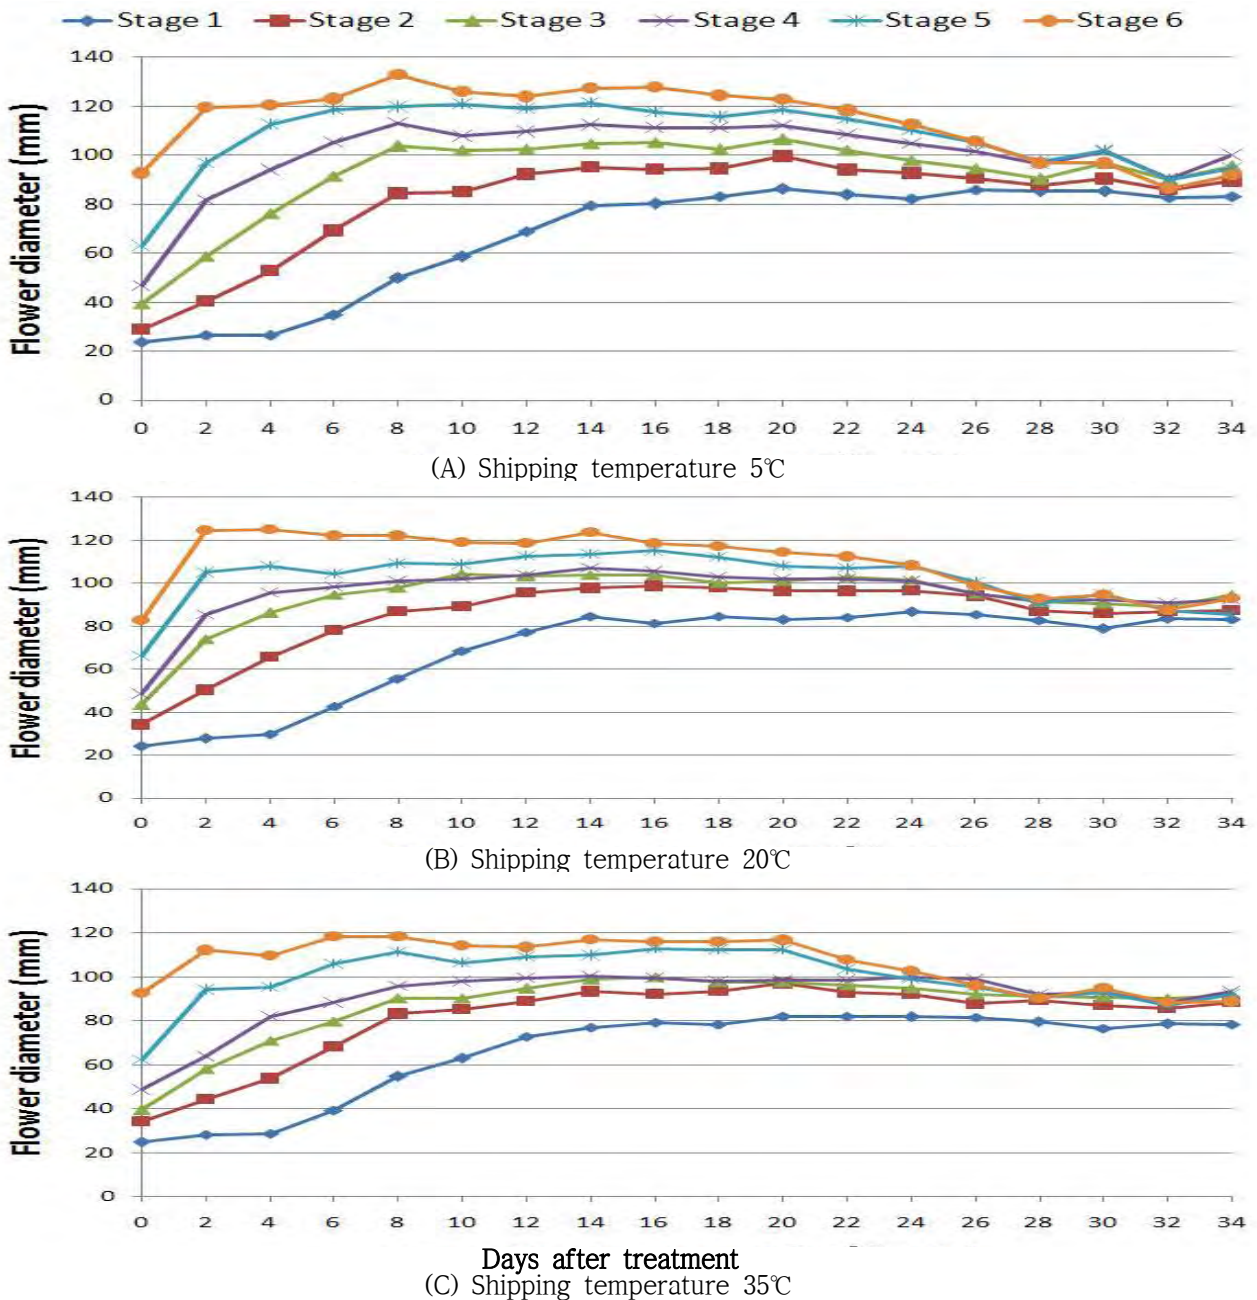 Stage 1 Stage 2 Stage 3 Stage 4 Stage 5 Stage 6
Flower diameter (mm)
140
120
100
80
60
40
20
0
0 2 4 6 8 10 12 14 16 18 20 22 24 26 28 30 32 34
(A) Shipping temperature 5℃
Flower diameter (mm)
140
120
100
80
60
40
20
0
0 2 4 6 8 10 12 14 16 18 20 22 24 26 28 30 32 34
(B) Shipping temperature 20℃
Flower diameter (mm)
140
120
100
80
60
40
20
0
0 2 4 6 8 10 12 14 16 18 20 22 24 26 28 30 32 34
Days after treatment
(C) Shipping temperature 35℃